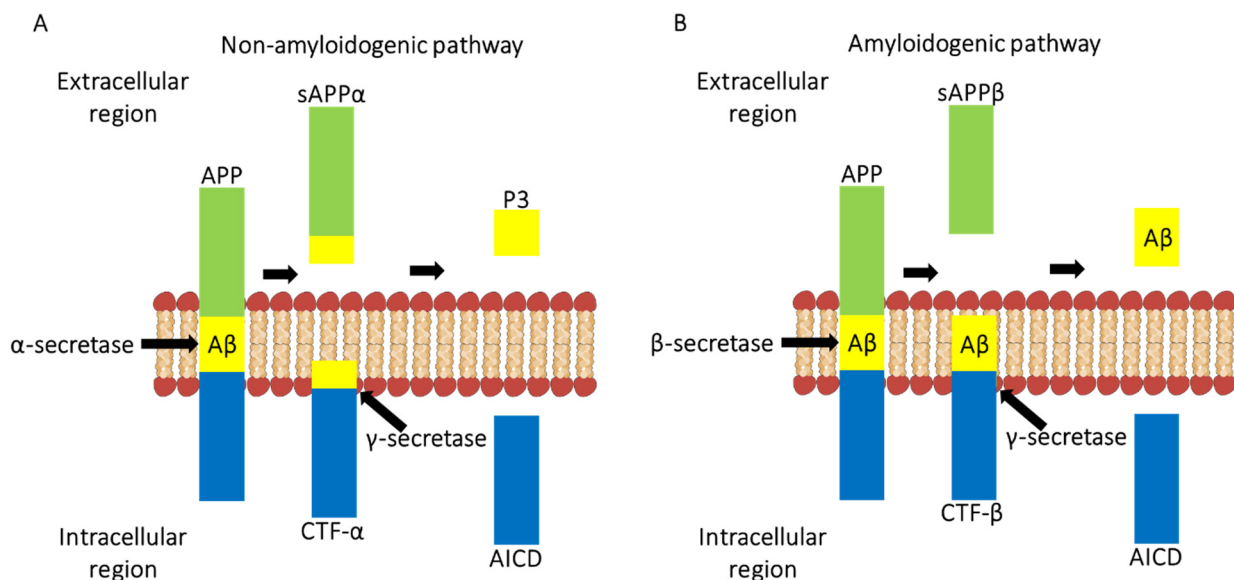 A
Non-amyloidogenic pathway
Extracellular
region
sAPPα
APP
P3
α-secretase
Aβ
γ-secretase
CTF-α
AICD
Intracellular
region
B
Amyloidogenic pathway
Extracellular
region
sAPPβ
APP
Aβ
β-secretase
Aβ
Aβ
γ-secretase
CTF-β
AICD
Intracellular
region